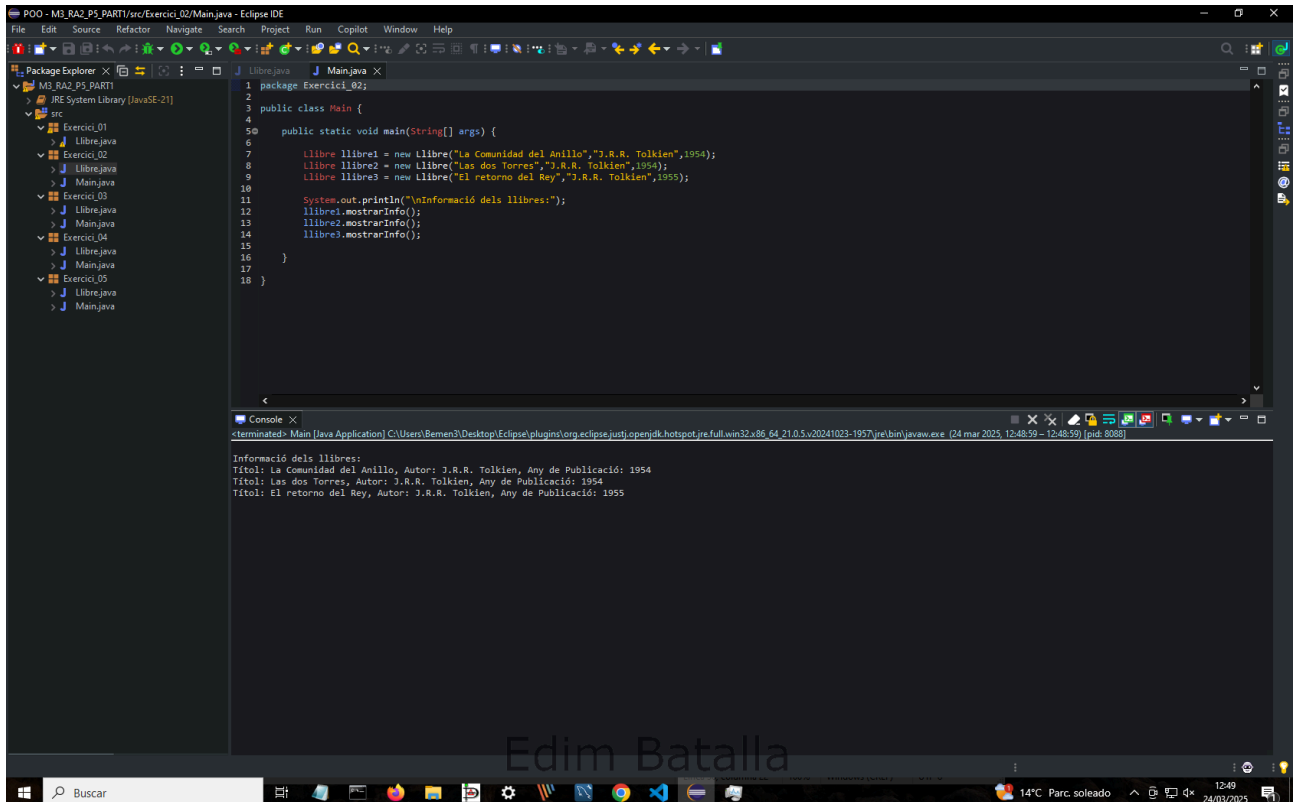 POO - M3_RA2_P5_PART1/src/Exercici_02/Main.java - Eclipse IDE
File Edit Source Refactor Navigate Search Project Run Copilot Window Help
Package Explorer
M3_RA2_P5_PART1
JRE System Library [JavaSE-21]
src
Exercici_01
Llibre.java
Exercici_02
Llibre.java
Main.java
Exercici_03
Llibre.java
Main.java
Exercici_04
Llibre.java
Main.java
Exercici_05
Llibre.java
Main.java
Llibre.java Main.java
1 package Exercici_02;
2
3 public class Main {
4
5 public static void main(String[] args) {
6
7 Llibre llibre1 = new Llibre("La Comunidad del Anillo","J.R.R. Tolkien",1954);
8 Llibre llibre2 = new Llibre("Las dos Torres","J.R.R. Tolkien",1954);
9 Llibre llibre3 = new Llibre("El retorno del Rey","J.R.R. Tolkien",1955);
10
11 System.out.println("\nInformació dels llibres:");
12 llibre1.mostrarInfo();
13 llibre2.mostrarInfo();
14 llibre3.mostrarInfo();
15
16 }
17
18 }
Console
<terminated> Main [Java Application] C:\Users\Bemen3\Desktop\Eclipse\plugins\org.eclipse.justj.openjdk.hotspot.jre.full.win32.x86_64_21.0.5.v20241023-1957\jre\bin\javaw.exe (24 mar 2025, 12:48:59 – 12:48:59) [pid: 8088]
Informació dels llibres:
Títol: La Comunidad del Anillo, Autor: J.R.R. Tolkien, Any de Publicació: 1954
Títol: Las dos Torres, Autor: J.R.R. Tolkien, Any de Publicació: 1954
Títol: El retorno del Rey, Autor: J.R.R. Tolkien, Any de Publicació: 1955
Edim Batalla
Buscar
14°C Parc. soleado
12:49
24/03/2025